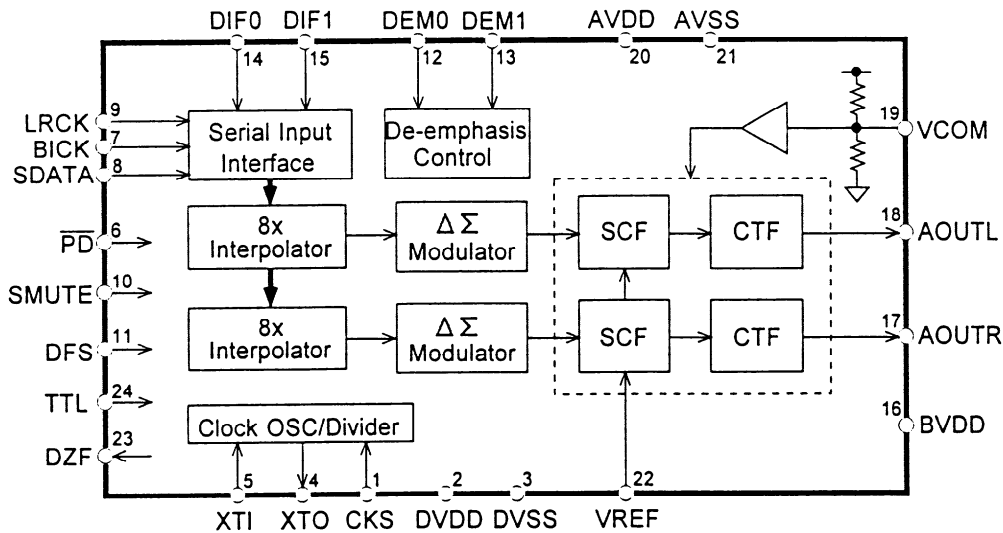 DIF0 DIF1 DEM0 DEM1 AVDD AVSS
14 15 12 13 20 21
9
LRCK
7
BICK
8
SDATA
Serial Input
Interface
De-emphasis
Control
19
VCOM
6
PD
8x
Interpolator
ΔΣ
Modulator
SCF
CTF
18
AOUTL
10
SMUTE
11
DFS
8x
Interpolator
ΔΣ
Modulator
SCF
CTF
17
AOUTR
24
TTL
16
BVDD
23
DZF
Clock OSC/Divider
5 4 1 2 3 22
XTI XTO CKS DVDD DVSS VREF